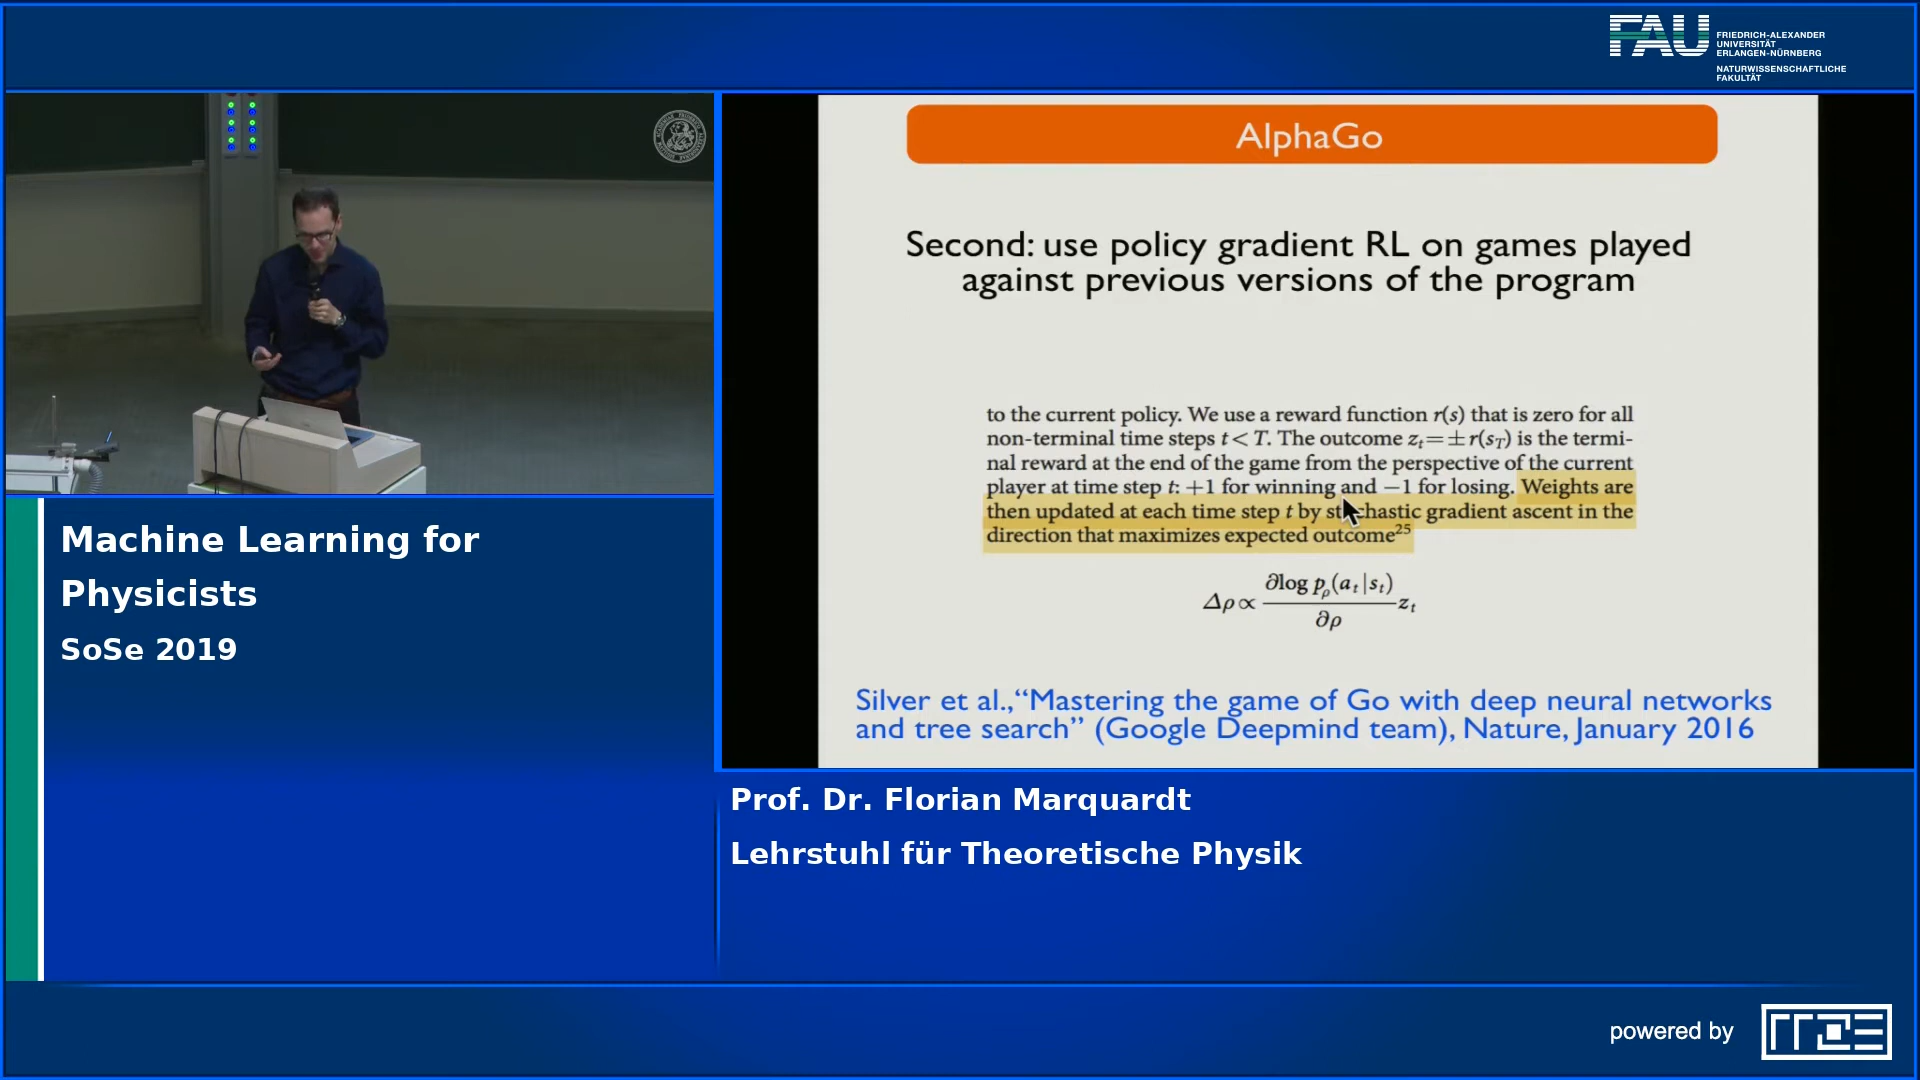 FAU
FRIEDRICH-ALEXANDER
UNIVERSITÄT
ERLANGEN-NÜRNBERG
NATURWISSENSCHAFTLICHE
FAKULTÄT
AlphaGo
Second: use policy gradient RL on games played
against previous versions of the program
to the current policy. We use a reward function r(s) that is zero for all
non-terminal time steps t < T. The outcome zₜ = ± r(s_T) is the termi-
nal reward at the end of the game from the perspective of the current
player at time step t: +1 for winning and −1 for losing. Weights are
then updated at each time step t by stochastic gradient ascent in the
direction that maximizes expected outcome²⁵
Δρ ∝ ∂log p_ρ(aₜ|sₜ) / ∂ρ zₜ
Silver et al.,“Mastering the game of Go with deep neural networks
and tree search” (Google Deepmind team), Nature, January 2016
Machine Learning for
Physicists
SoSe 2019
Prof. Dr. Florian Marquardt
Lehrstuhl für Theoretische Physik
powered by
rrze